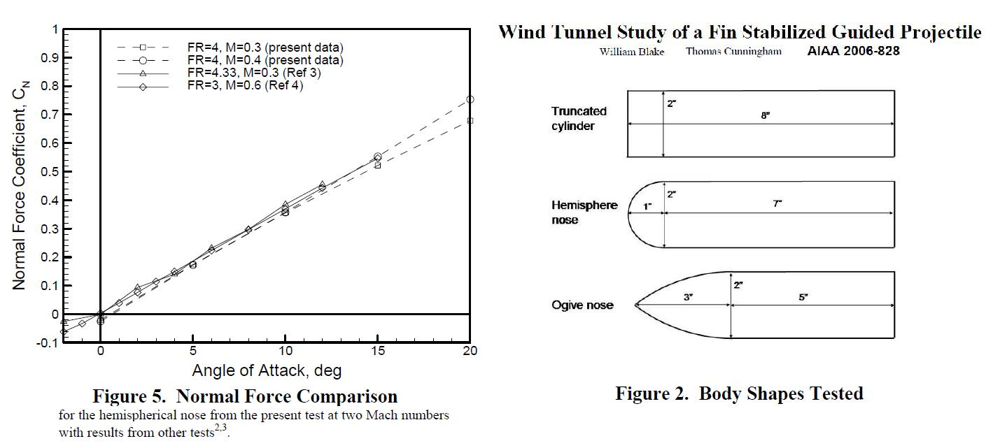 1
0.9
0.8
0.7
0.6
0.5
0.4
0.3
0.2
0.1
0
-0.1
Normal Force Coefficient, CN
FR=4, M=0.3 (present data)
FR=4, M=0.4 (present data)
FR=4.33, M=0.3 (Ref 3)
FR=3, M=0.6 (Ref 4)
0 5 10 15 20
Angle of Attack, deg
Figure 5. Normal Force Comparison
for the hemispherical nose from the present test at two Mach numbers
with results from other tests2,3.
Wind Tunnel Study of a Fin Stabilized Guided Projectile
William Blake Thomas Cunningham AIAA 2006-828
Truncated
cylinder
2"
8"
Hemisphere
nose
1"
2"
7"
Ogive nose
3"
2"
5"
Figure 2. Body Shapes Tested